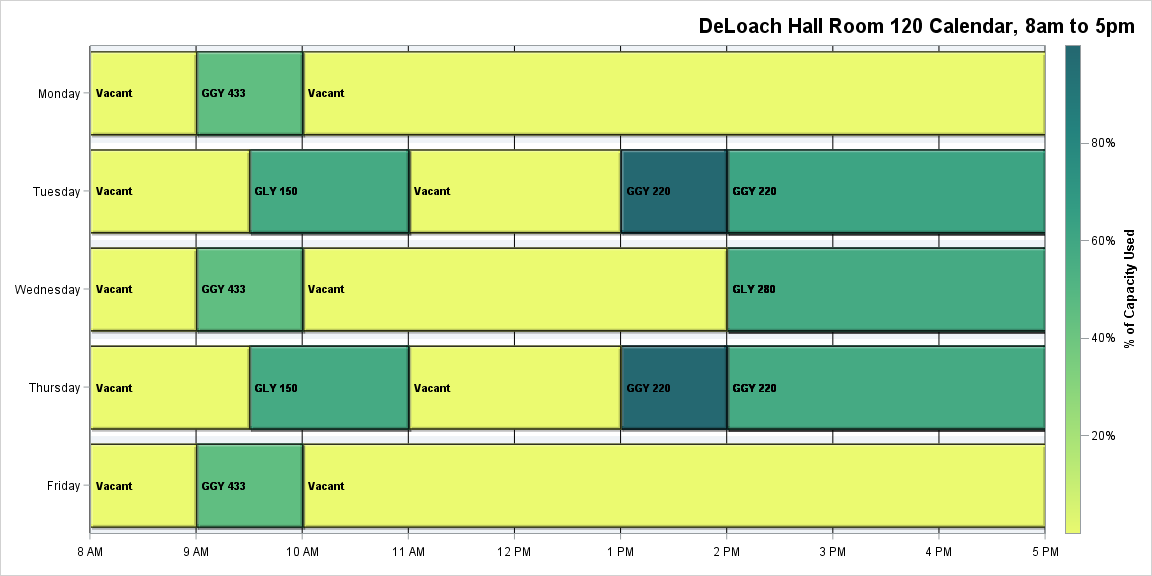 DeLoach Hall Room 120 Calendar, 8am to 5pm
Monday
Vacant
GGY 433
Vacant
Tuesday
Vacant
GLY 150
Vacant
GGY 220
GGY 220
Wednesday
Vacant
GGY 433
Vacant
GLY 280
Thursday
Vacant
GLY 150
Vacant
GGY 220
GGY 220
Friday
Vacant
GGY 433
Vacant
8 AM
9 AM
10 AM
11 AM
12 PM
1 PM
2 PM
3 PM
4 PM
5 PM
80%
60%
40%
20%
% of Capacity Used